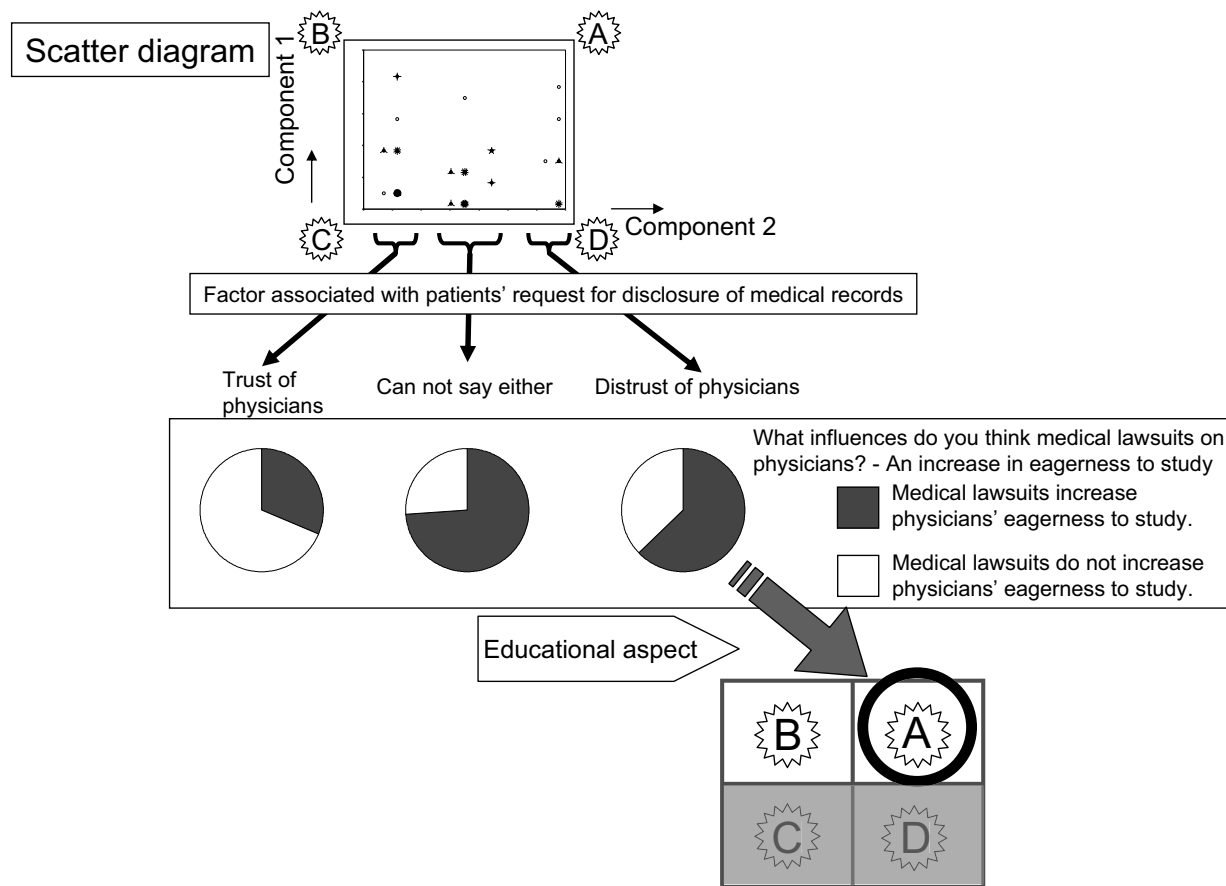 B
A
Scatter diagram
Component 1
C
D
Component 2
Factor associated with patients’ request for disclosure of medical records
Trust of
physicians
Can not say either
Distrust of physicians
What influences do you think medical lawsuits on
physicians? - An increase in eagerness to study
Medical lawsuits increase
physicians’ eagerness to study.
Medical lawsuits do not increase
physicians’ eagerness to study.
Educational aspect
B
A
C
D